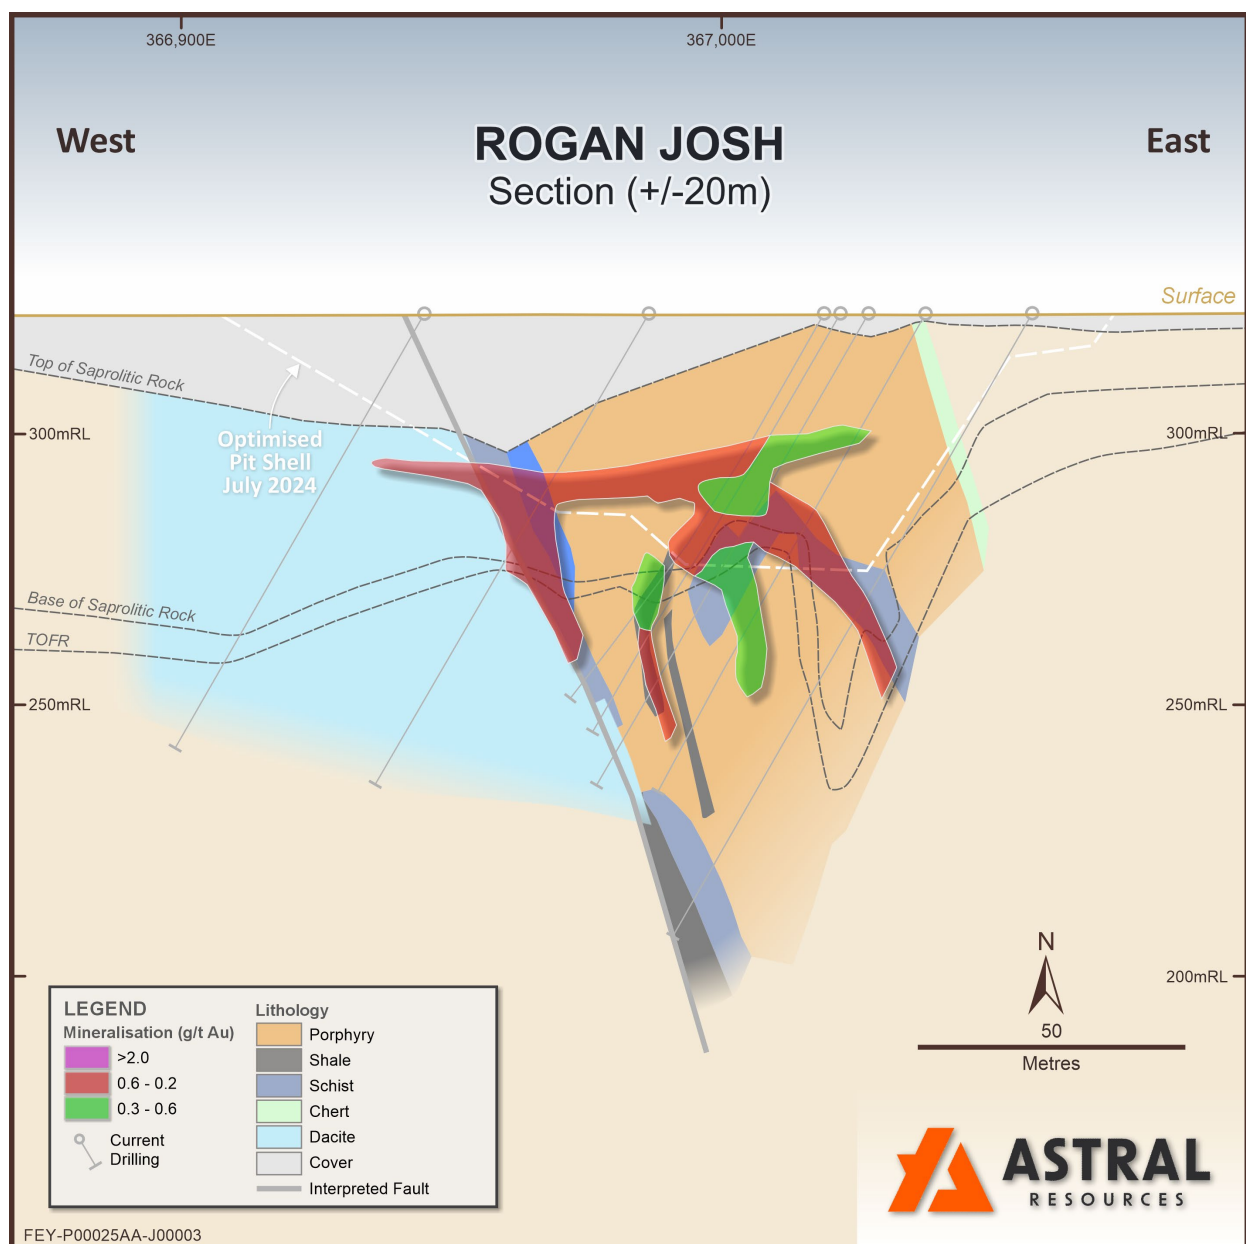 366,900E
367,000E
West
ROGAN JOSH
East
Section (+/-20m)
Surface
Top of Saprolitic Rock
300mRL
300mRL
Optimised
Pit Shell
July 2024
Base of Saprolitic Rock
TOFR
250mRL
250mRL
200mRL
N
50
Metres
LEGEND
Mineralisation (g/t Au)
>2.0
0.6 - 0.2
0.3 - 0.6
Current
Drilling
Lithology
Porphyry
Shale
Schist
Chert
Dacite
Cover
Interpreted Fault
ASTRAL
RESOURCES
FEY-P00025AA-J00003